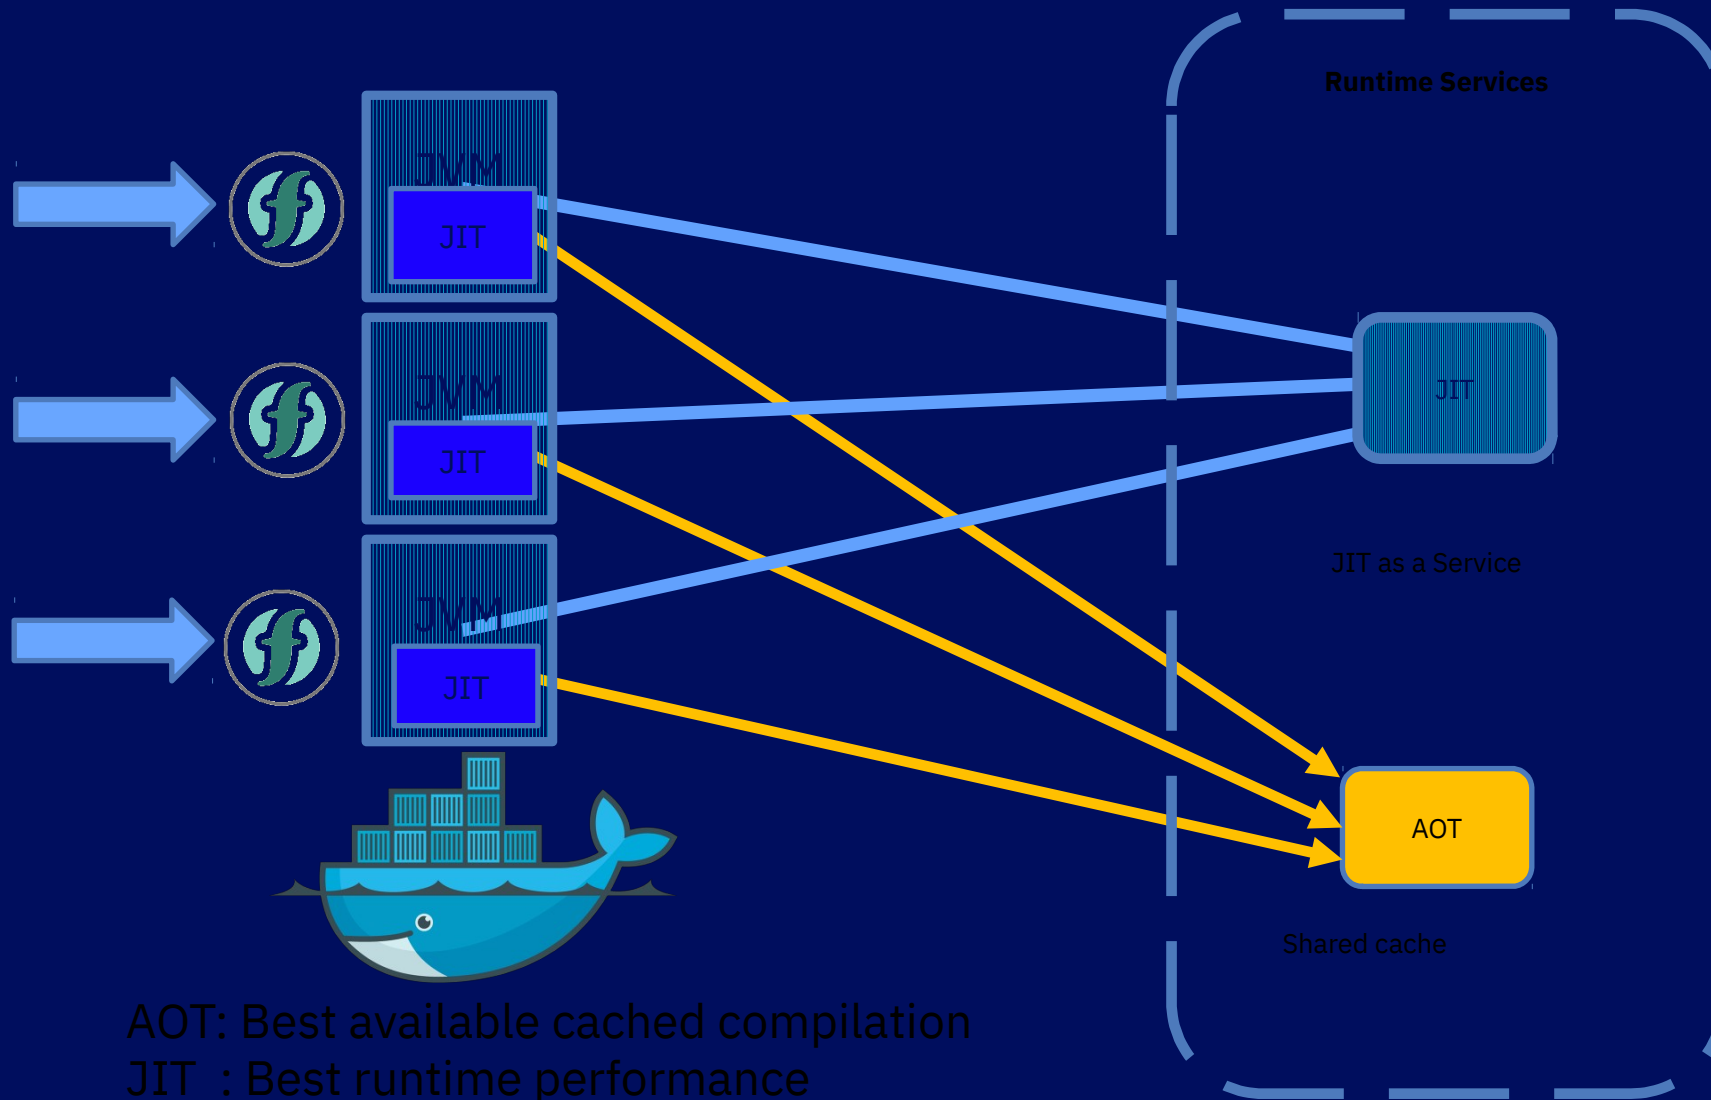 Runtime Services
JVM
JIT
JVM
JIT
JIT
JVM
JIT
JIT as a Service
AOT
Shared cache
AOT: Best available cached compilation
JIT : Best runtime performance